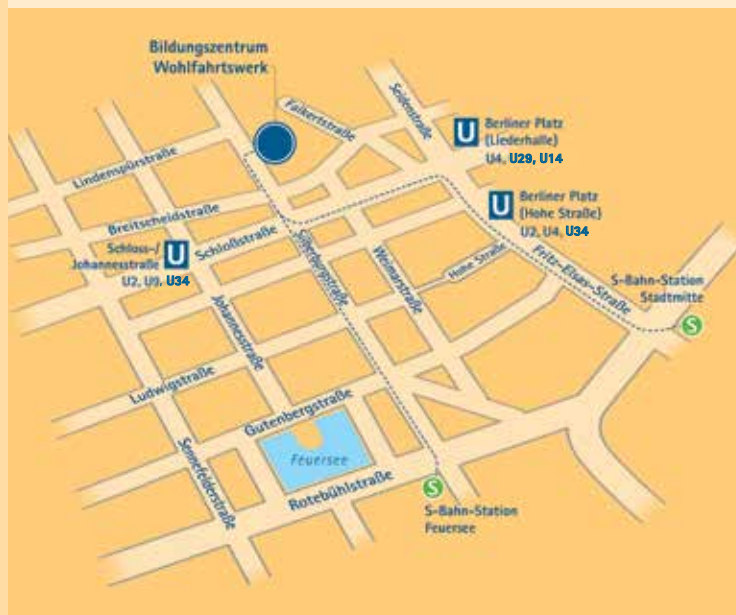 Bildungszentrum
Wohlfahrtswerk
Falkertstraße
Seidenstraße
Berliner Platz
(Liederhalle)
U4, U29, U14
Lindenspürstraße
Berliner Platz
(Hohe Straße)
U2, U4, U34
Breitscheidstraße
Schloßstraße
Schloss-/
Johannesstraße
U2, U9, U34
Silberburgstraße
Weimarstraße
Hohe Straße
Fritz-Elsas-Straße
S-Bahn-Station
Stadtmitte
Johannesstraße
Ludwigstraße
Gutenbergstraße
Sennefelderstraße
Feuersee
Rotebühlstraße
S-Bahn-Station
Feuersee
U
U
U
S
S